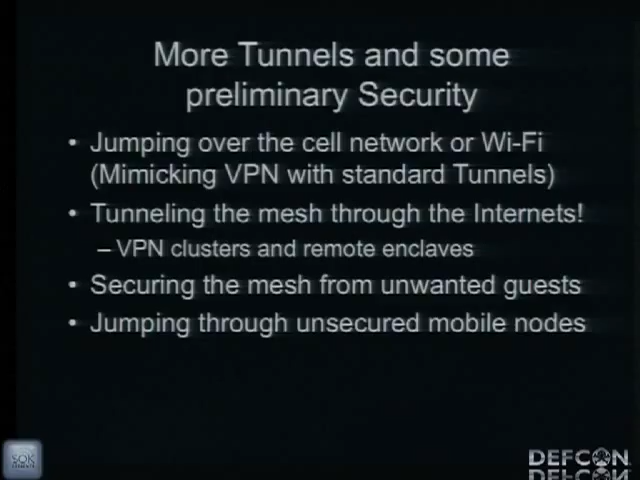 More Tunnels and some
preliminary Security
• Jumping over the cell network or Wi-Fi
(Mimicking VPN with standard Tunnels)
• Tunneling the mesh through the Internets!
– VPN clusters and remote enclaves
• Securing the mesh from unwanted guests
• Jumping through unsecured mobile nodes
SOK
DEFCON